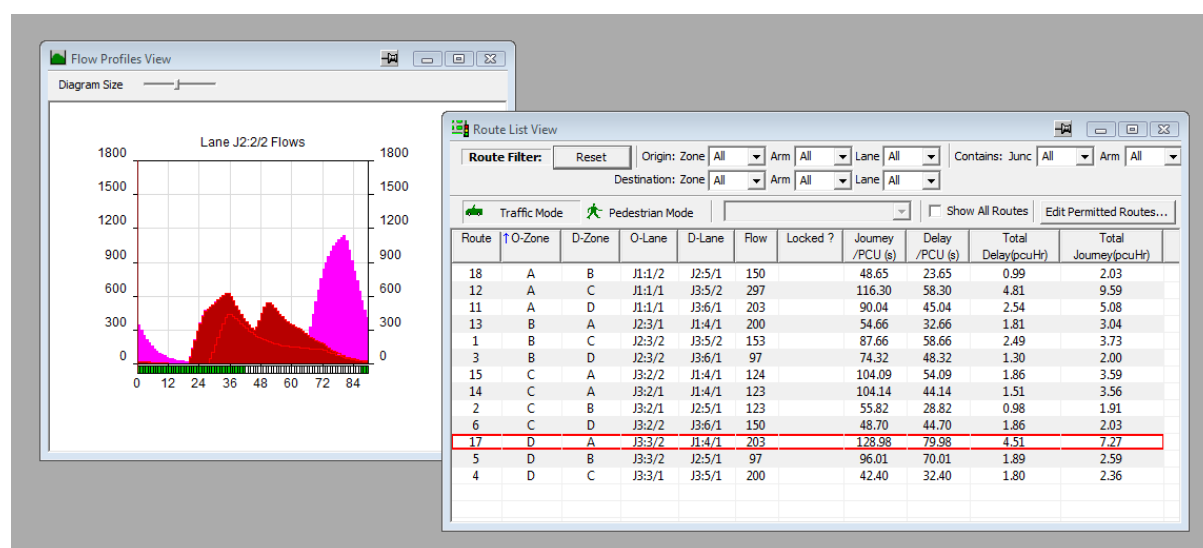 Flow Profiles View
Diagram Size
Lane J2:2/2 Flows
1800 1800
1500 1500
1200 1200
900 900
600 600
300 300
0 0
0 12 24 36 48 60 72 84
Route List View
Route Filter: Reset Origin: Zone All Arm All Lane All Contains: Junc All Arm All
Destination: Zone All Arm All Lane All
Traffic Mode Pedestrian Mode Show All Routes Edit Permitted Routes...
Route ↑ O-Zone D-Zone O-Lane D-Lane Flow Locked ? Journey Delay Total Total
/PCU (s) /PCU (s) Delay(pcuHr) Journey(pcuHr)
18 A B J1:1/2 J2:5/1 150 48.65 23.65 0.99 2.03
12 A C J1:1/1 J3:5/2 297 116.30 58.30 4.81 9.59
11 A D J1:1/1 J3:6/1 203 90.04 45.04 2.54 5.08
13 B A J2:3/1 J1:4/1 200 54.66 32.66 1.81 3.04
1 B C J2:3/2 J3:5/2 153 87.66 58.66 2.49 3.73
3 B D J2:3/2 J3:6/1 97 74.32 48.32 1.30 2.00
15 C A J3:2/2 J1:4/1 124 104.09 54.09 1.86 3.59
14 C A J3:2/1 J1:4/1 123 104.14 44.14 1.51 3.56
2 C B J3:2/1 J2:5/1 123 55.82 28.82 0.98 1.91
6 C D J3:2/2 J3:6/1 150 48.70 44.70 1.86 2.03
17 D A J3:3/2 J1:4/1 203 128.98 79.98 4.51 7.27
5 D B J3:3/2 J2:5/1 97 96.01 70.01 1.89 2.59
4 D C J3:3/1 J3:5/1 200 42.40 32.40 1.80 2.36